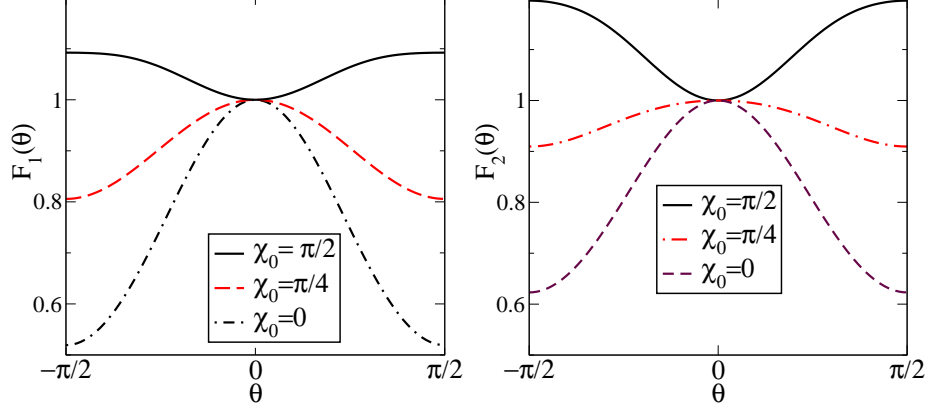 1
0.8
0.6
F₁(θ)
χ₀= π/2
χ₀=π/4
χ₀=0
−π/2
0
π/2
θ
1
0.8
0.6
F₂(θ)
χ₀=π/2
χ₀=π/4
χ₀=0
−π/2
0
π/2
θ